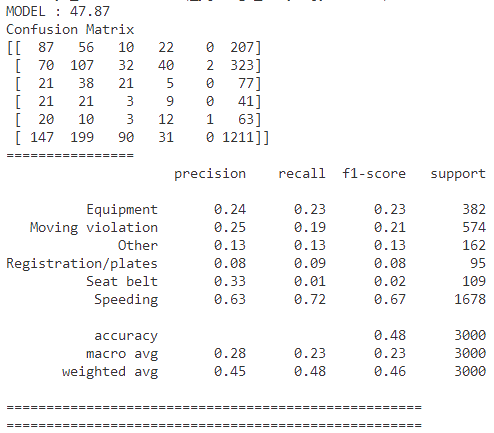 MODEL : 47.87
Confusion Matrix
[[ 87 56 10 22 0 207]
[ 70 107 32 40 2 323]
[ 21 38 21 5 0 77]
[ 21 21 3 9 0 41]
[ 20 10 3 12 1 63]
[ 147 199 90 31 0 1211]]
================
precision recall f1-score support
Equipment 0.24 0.23 0.23 382
Moving violation 0.25 0.19 0.21 574
Other 0.13 0.13 0.13 162
Registration/plates 0.08 0.09 0.08 95
Seat belt 0.33 0.01 0.02 109
Speeding 0.63 0.72 0.67 1678
accuracy 0.48 3000
macro avg 0.28 0.23 0.23 3000
weighted avg 0.45 0.48 0.46 3000
====================================================
====================================================